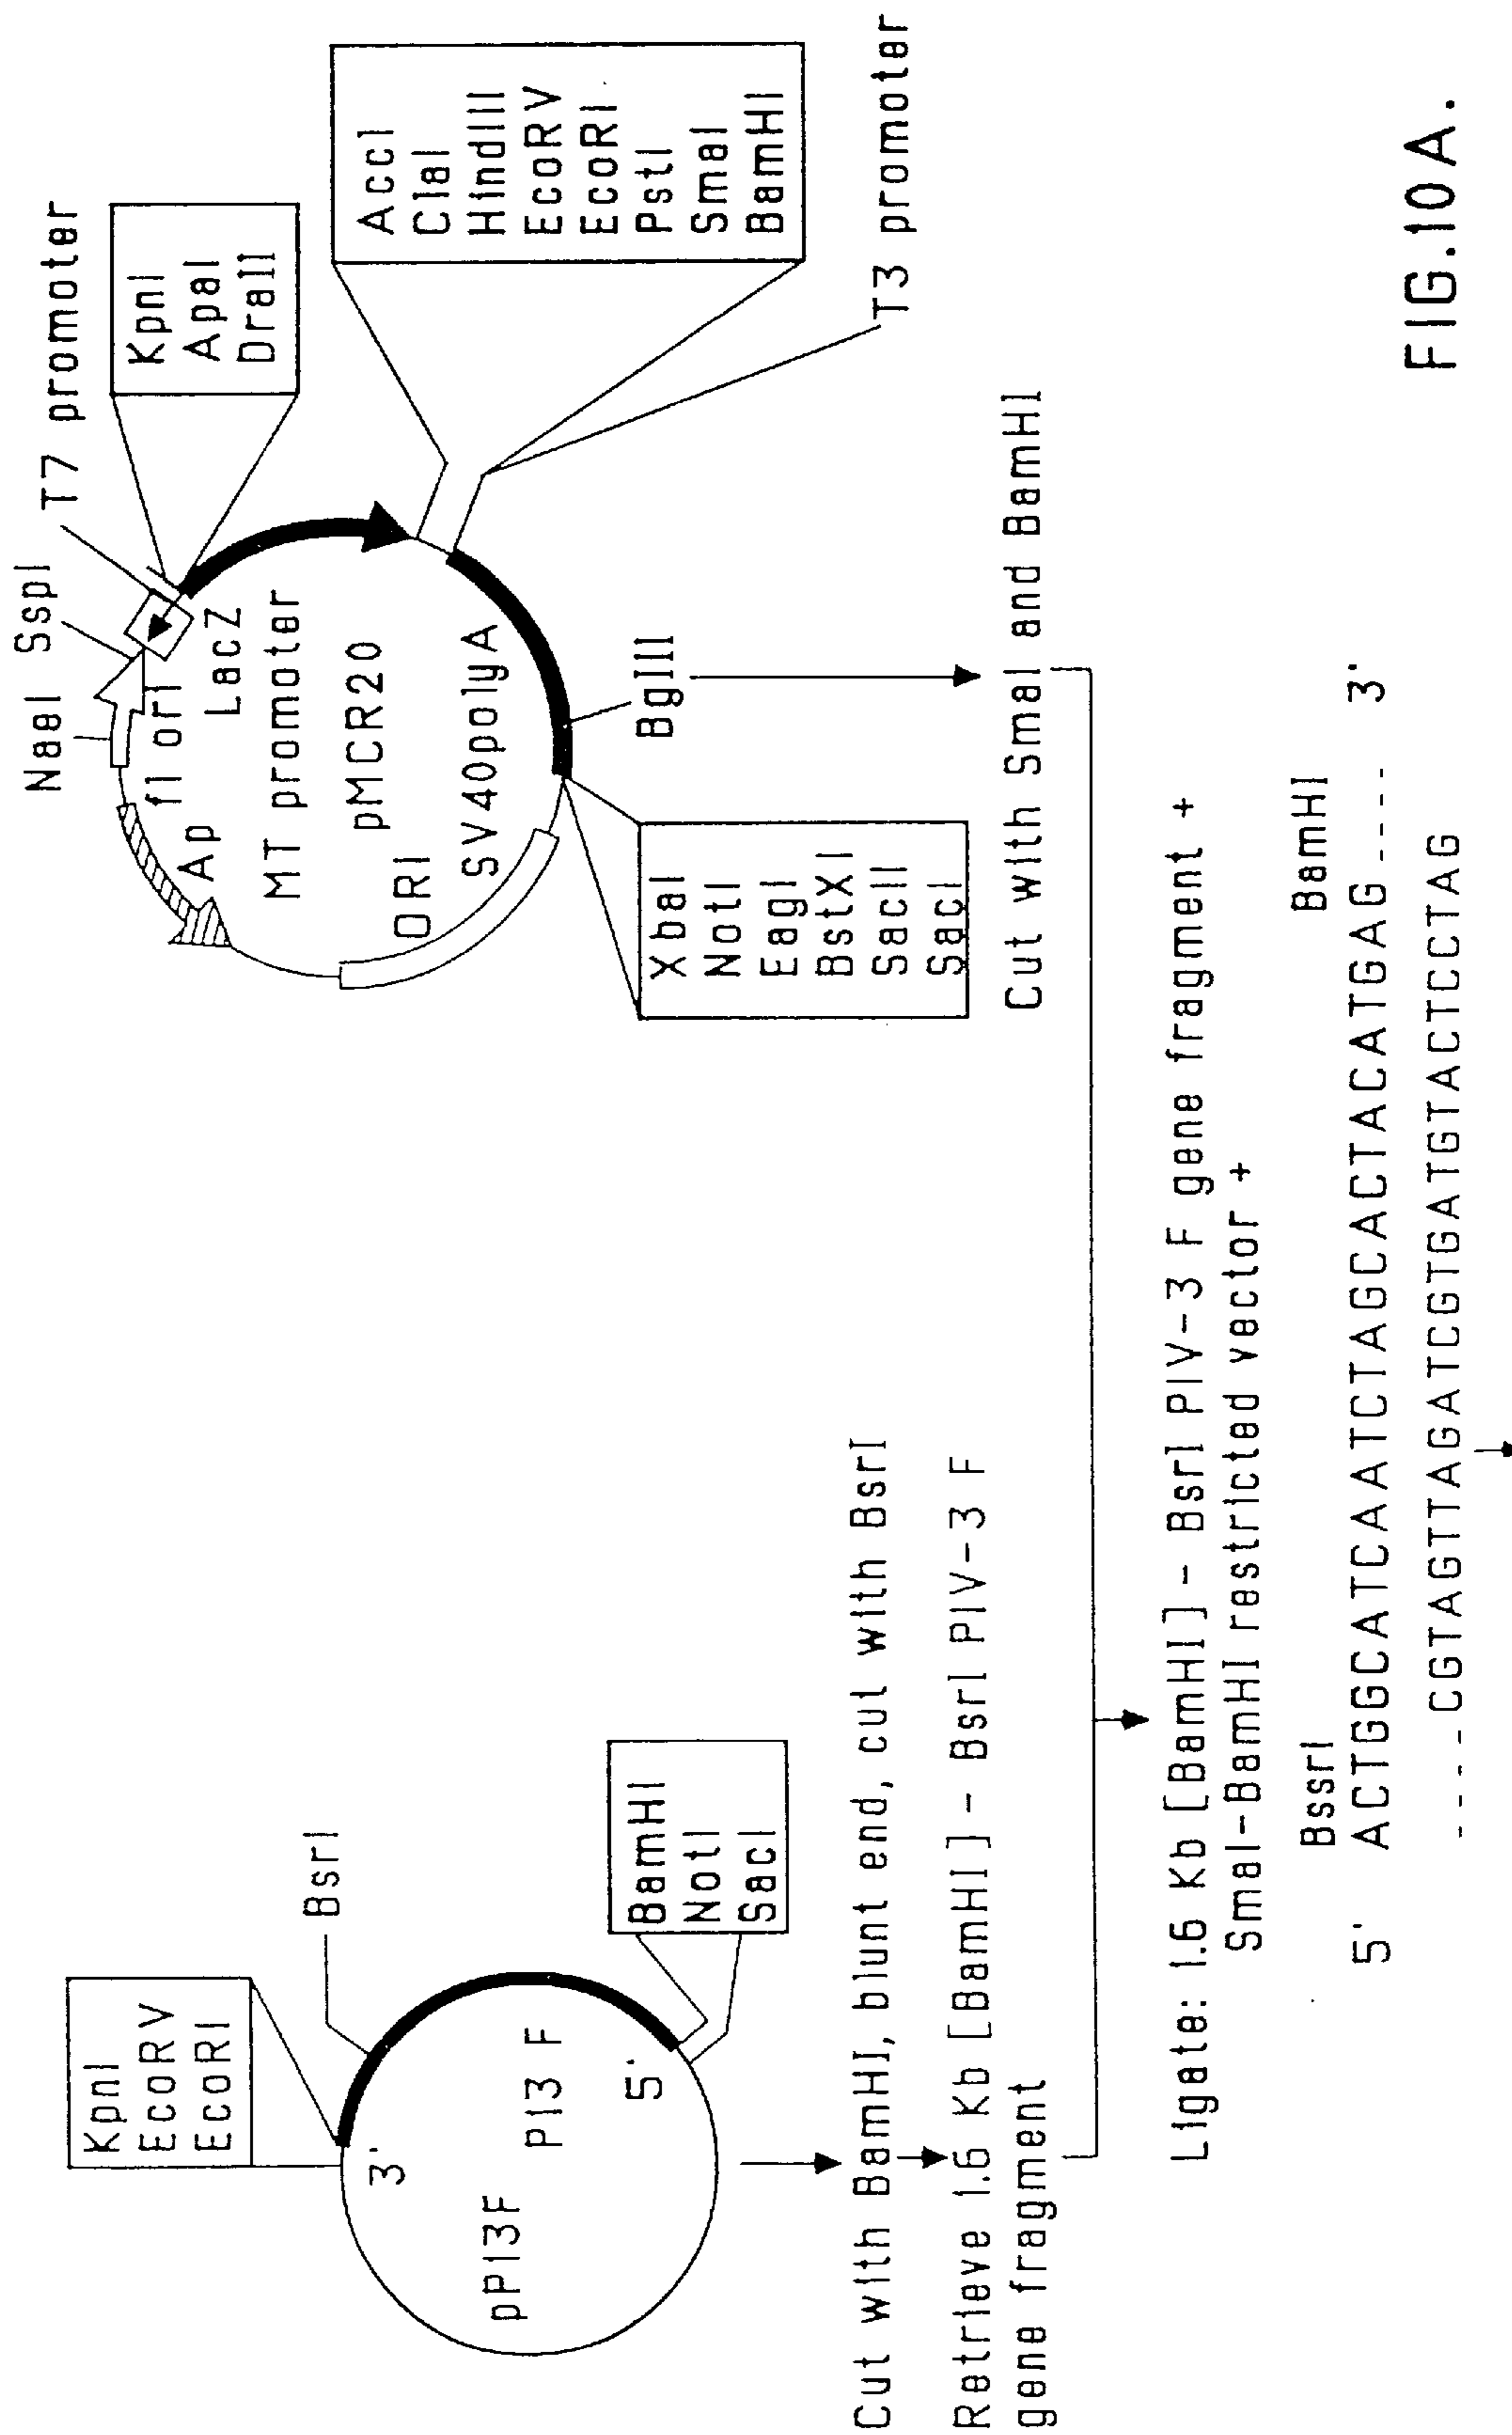 KpnI
EcoRV
EcoRI
BsrI
3'
pPI3F
PI3 F
5'
BamHI
NotI
SacI
NaeI
SspI
T7 promoter
KpnI
ApaI
DraII
Ap
f1 orI
LacZ
MT promoter
pMCR20
ORI
SV40polyA
AccI
ClaI
HindIII
EcoRV
EcoRI
PstI
SmaI
BamHI
T3 promoter
BglII
XbaI
NotI
EagI
BstXI
SacII
SacI
Cut with BamHI, blunt end, cut with BsrI
Retrieve 1.6 Kb [BamHI] - BsrI PIV-3 F
gene fragment
Cut with SmaI and BamHI
Ligate: 1.6 Kb [BamHI] - BsrI PIV-3 F gene fragment +
SmaI-BamHI restricted vector +
BssrI BamHI
5' ACTGGCATCAATCTAGCACTACATGAG ---- 3'
----CGTAGTTAGATCGTGATGTACTCCTAG
FIG.10A.